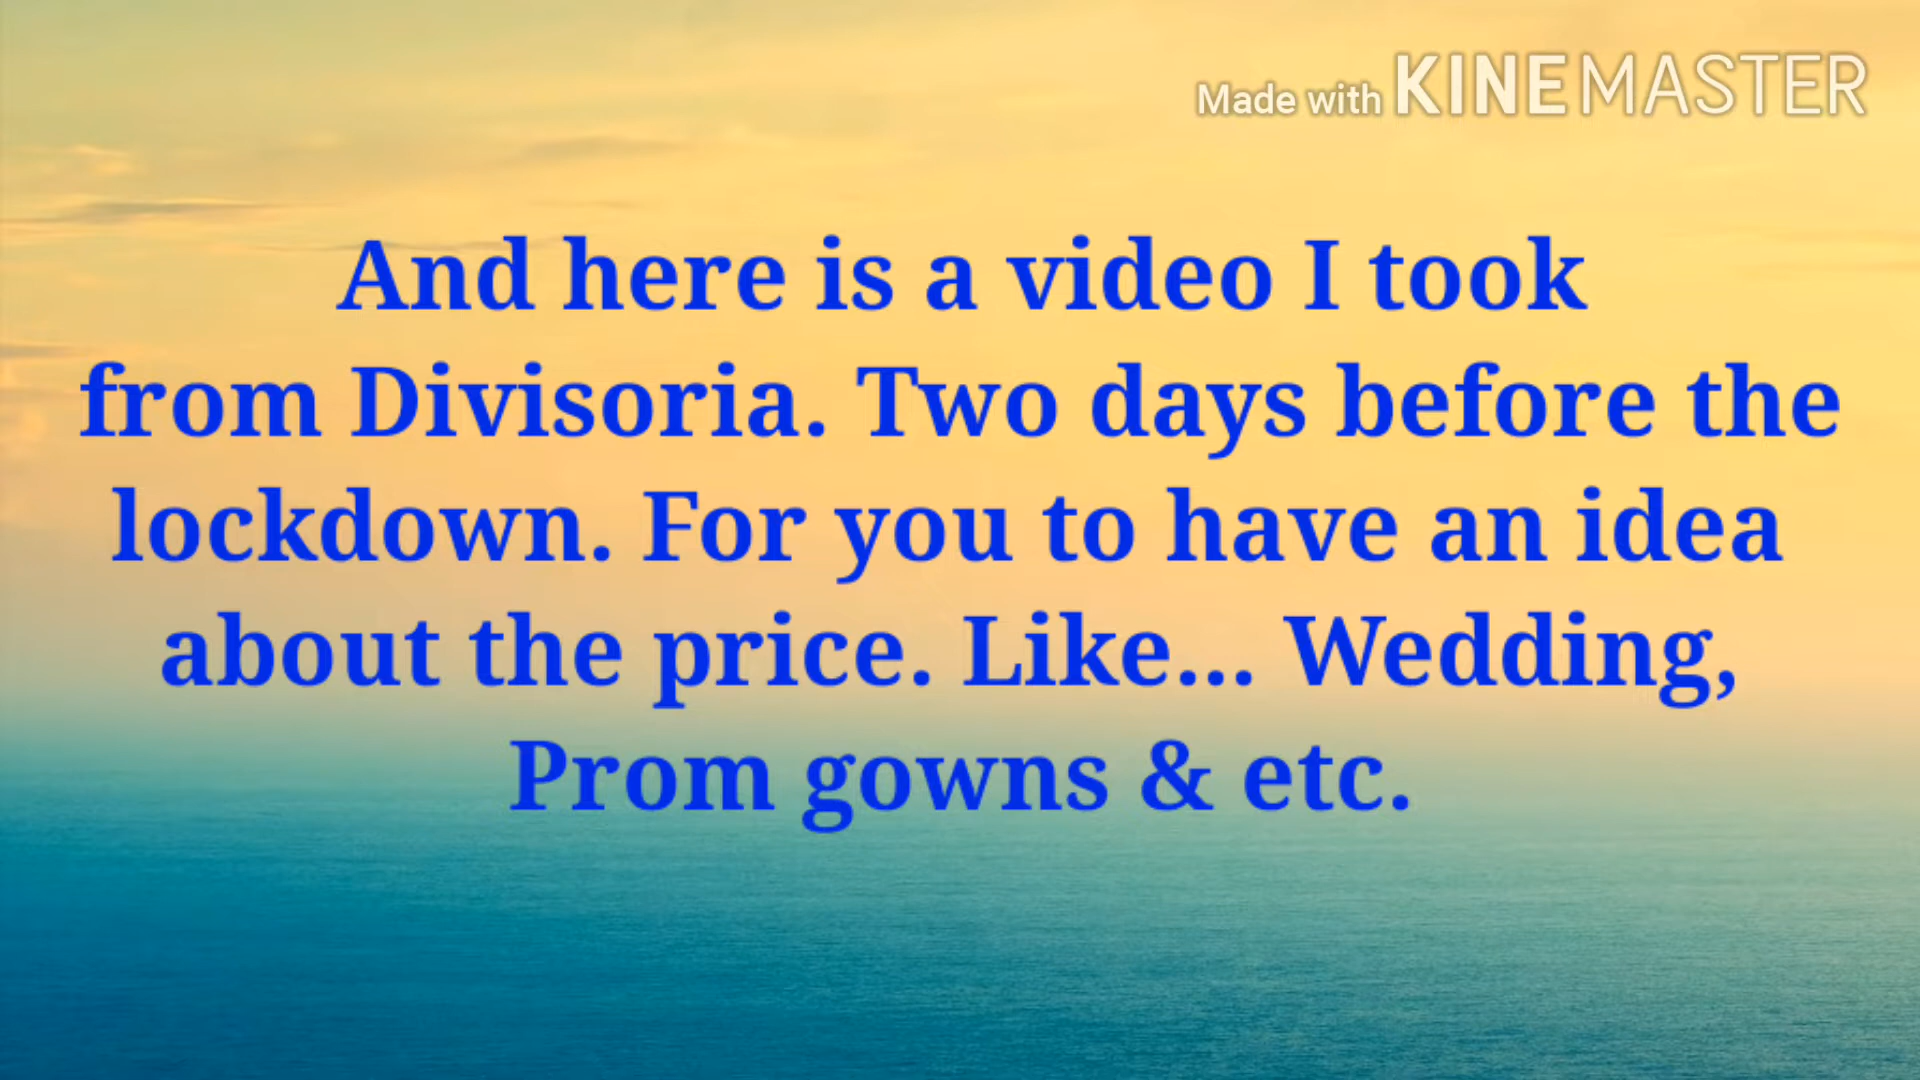 Made with KINEMASTER
And here is a video I took
from Divisoria. Two days before the
lockdown. For you to have an idea
about the price. Like... Wedding,
Prom gowns & etc.